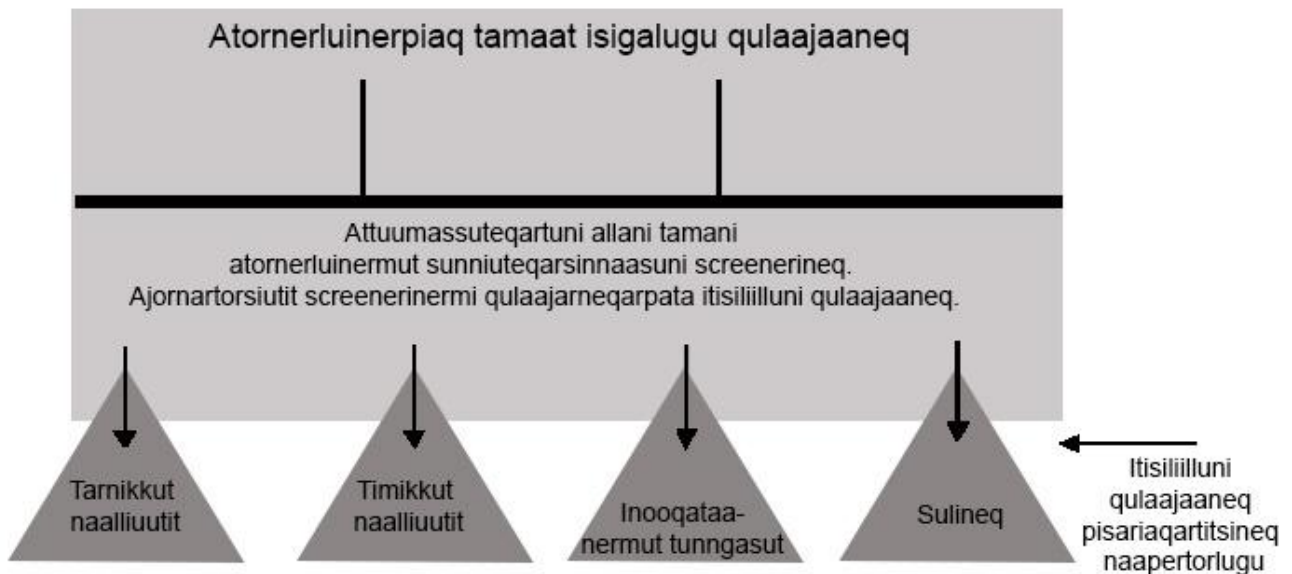 Atornerluinerpiaq tamaat isigalugu qulaajaaneq
Attuumassuteqartuni allani tamani
atornerluinermut sunniuteqarsinnaasuni screenerineq.
Ajornartorsiutit screenerinermi qulaajarneqarpata itisiliilluni qulaajaaneq.
Tarnikkut
naalliuutit
Timikkut
naalliuutit
Inooqataa-
nermut tunngasut
Sulineq
Itisiliilluni
qulaajaaneq
pisariaqartitsineq
naapertorlugu